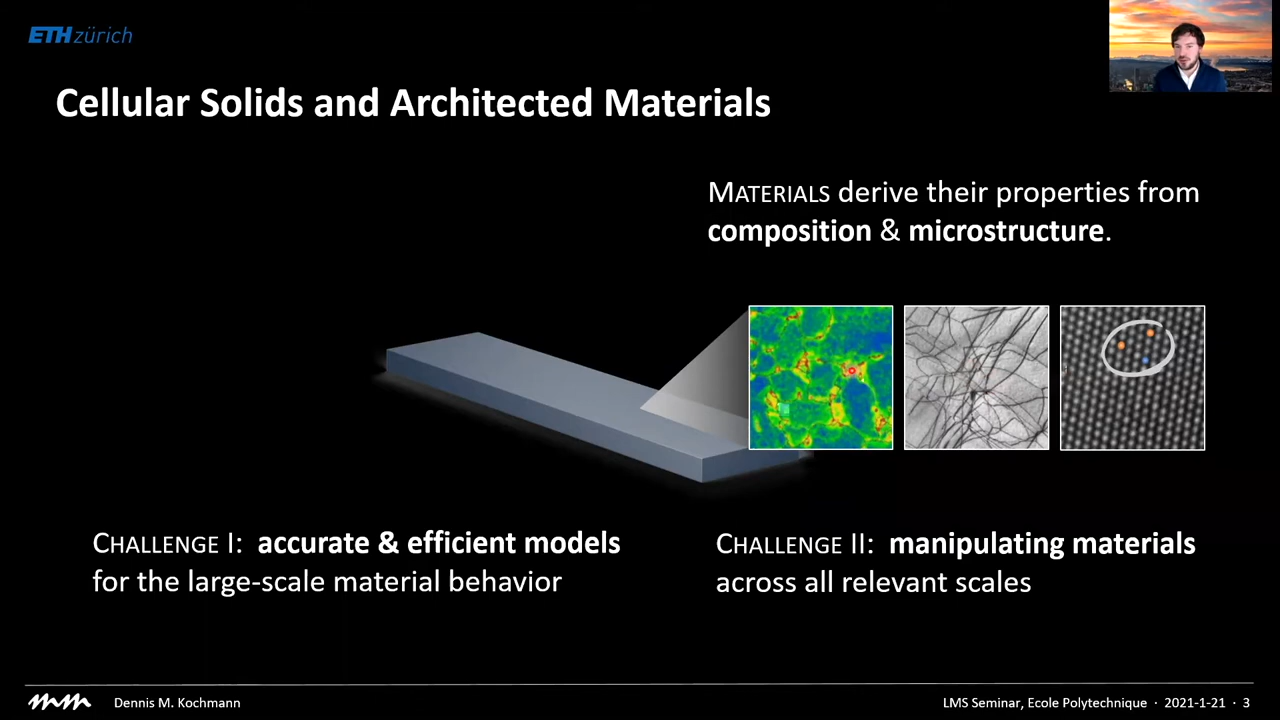 ETH zürich
Cellular Solids and Architected Materials
MATERIALS derive their properties from
composition & microstructure.
CHALLENGE I: accurate & efficient models
for the large-scale material behavior
CHALLENGE II: manipulating materials
across all relevant scales
Dennis M. Kochmann
LMS Seminar, Ecole Polytechnique · 2021-1-21 · 3